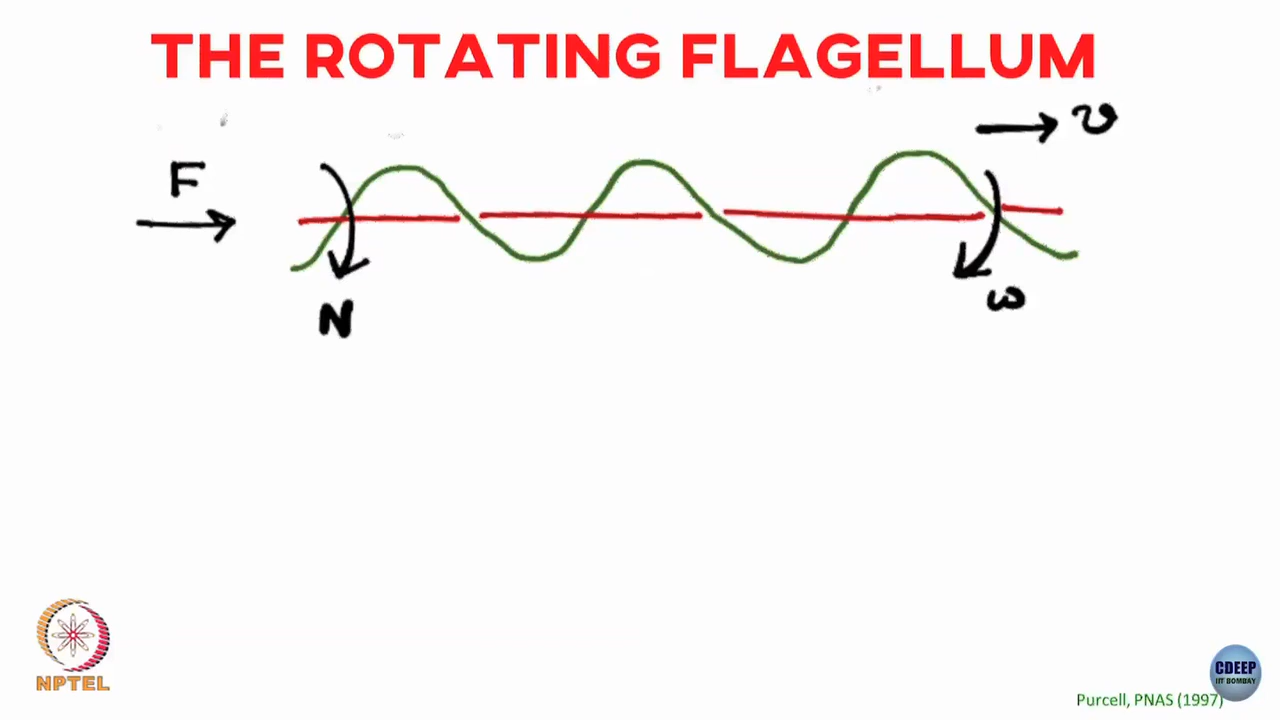 THE ROTATING FLAGELLUM
v
F
N
ω
NPTEL
CDEEP
IIT BOMBAY
Purcell, PNAS (1997)